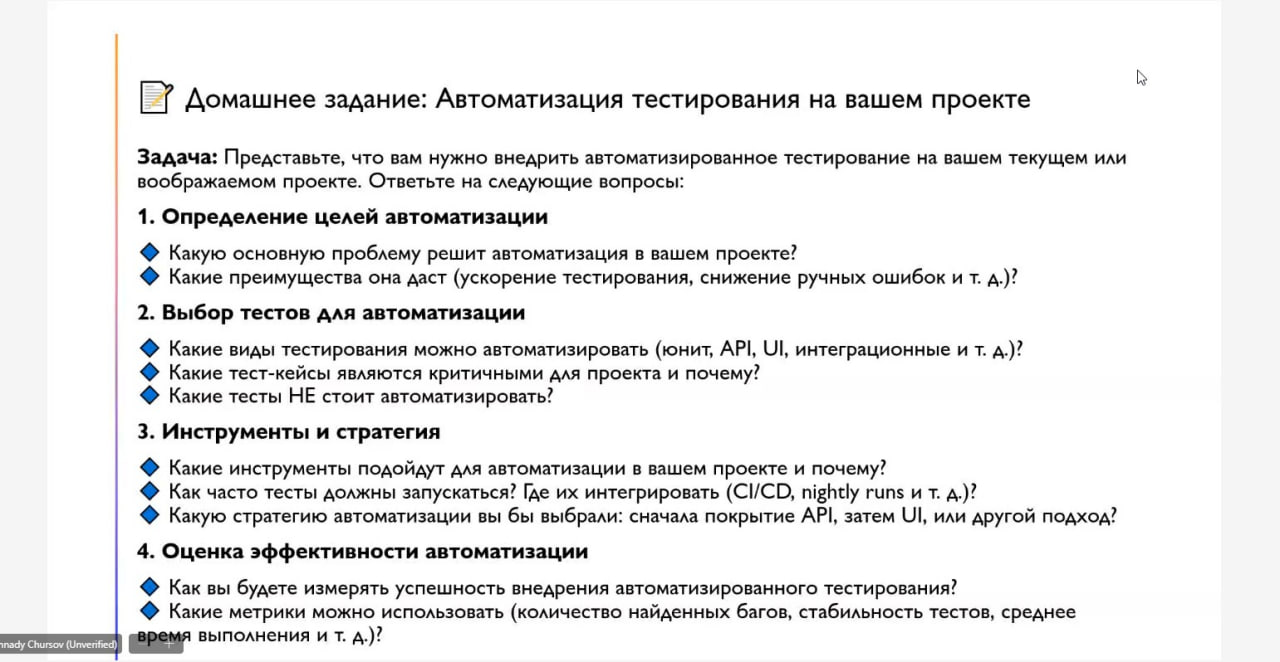 Домашнее задание: Автоматизация тестирования на вашем проекте
Задача: Представьте, что вам нужно внедрить автоматизированное тестирование на вашем текущем или
воображаемом проекте. Ответьте на следующие вопросы:
1. Определение целей автоматизации
Какую основную проблему решит автоматизация в вашем проекте?
Какие преимущества она даст (ускорение тестирования, снижение ручных ошибок и т. д.)?
2. Выбор тестов для автоматизации
Какие виды тестирования можно автоматизировать (юнит, API, UI, интеграционные и т. д.)?
Какие тест-кейсы являются критичными для проекта и почему?
Какие тесты НЕ стоит автоматизировать?
3. Инструменты и стратегия
Какие инструменты подойдут для автоматизации в вашем проекте и почему?
Как часто тесты должны запускаться? Где их интегрировать (CI/CD, nightly runs и т. д.)?
Какую стратегию автоматизации вы бы выбрали: сначала покрытие API, затем UI, или другой подход?
4. Оценка эффективности автоматизации
Как вы будете измерять успешность внедрения автоматизированного тестирования?
Какие метрики можно использовать (количество найденных багов, стабильность тестов, среднее
время выполнения и т. д.)?
nnady Chursov (Unverified)